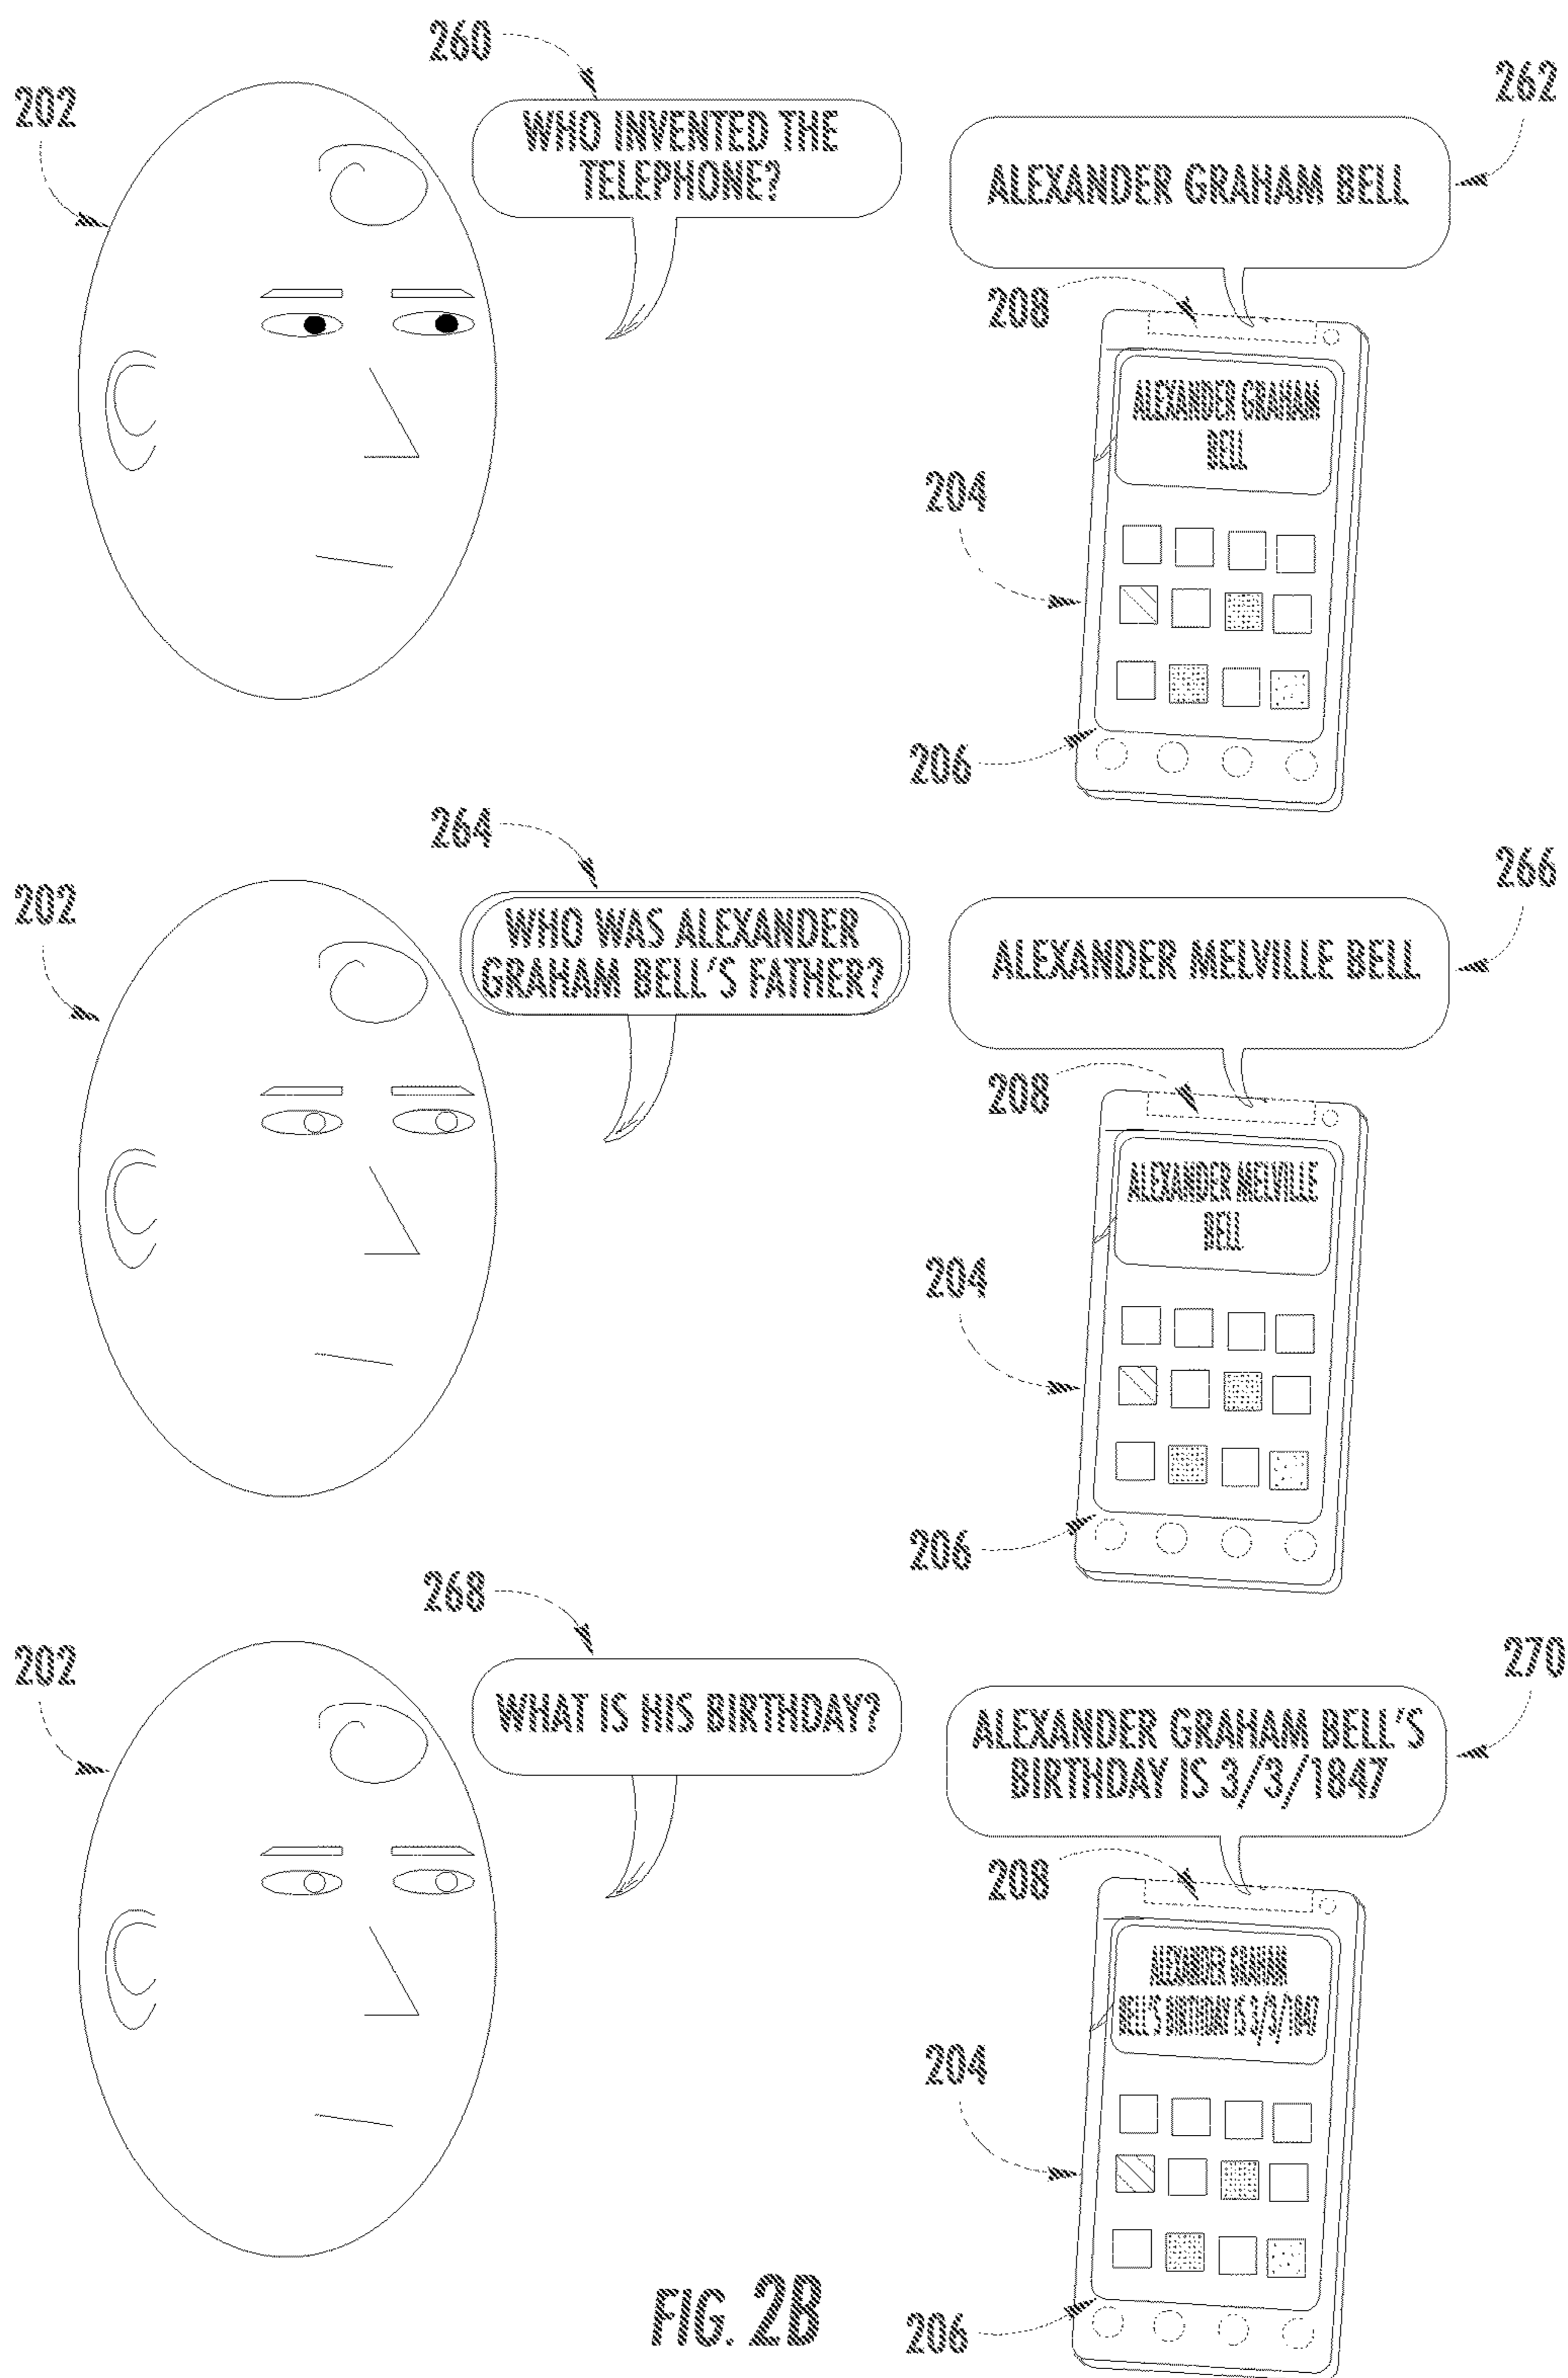 260
202
WHO INVENTED THE
TELEPHONE?
262
ALEXANDER GRAHAM BELL
208
ALEXANDER GRAHAM
BELL
204
206
264
202
WHO WAS ALEXANDER
GRAHAM BELL'S FATHER?
266
ALEXANDER MELVILLE BELL
208
ALEXANDER MELVILLE
BELL
204
206
268
202
WHAT IS HIS BIRTHDAY?
270
ALEXANDER GRAHAM BELL'S
BIRTHDAY IS 3/3/1847
208
ALEXANDER GRAHAM
BELL'S BIRTHDAY IS 3/3/1847
204
206
FIG. 2B